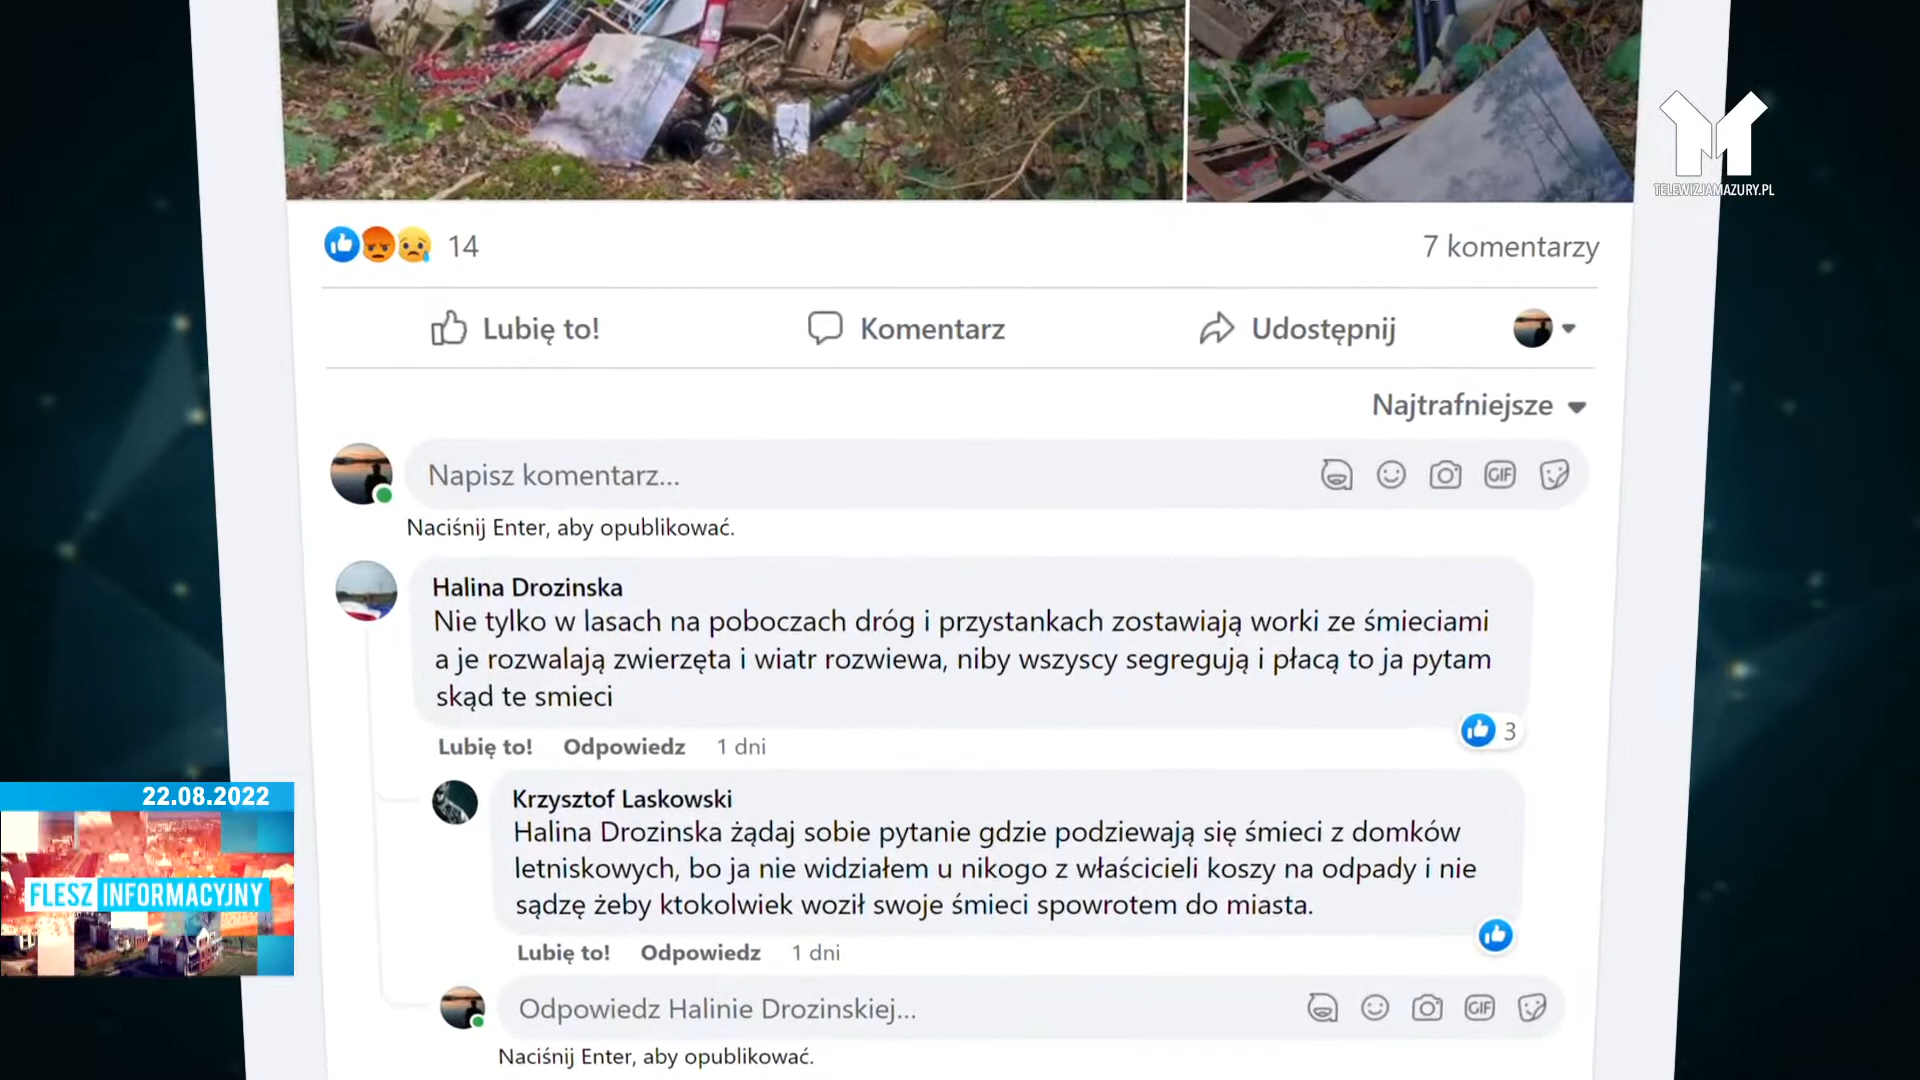 TELEWIZJAMAZURY.PL
14
7 komentarzy
Lubię to!
Komentarz
Udostępnij
Najtrafniejsze
Napisz komentarz...
GIF
Naciśnij Enter, aby opublikować.
Halina Drozinska
Nie tylko w lasach na poboczach dróg i przystankach zostawiają worki ze śmieciami
a je rozwalają zwierzęta i wiatr rozwiewa, niby wszyscy segregują i płacą to ja pytam
skąd te smieci
3
Lubię to! Odpowiedz 1 dni
Krzysztof Laskowski
Halina Drozinska żądaj sobie pytanie gdzie podziewają się śmieci z domków
letniskowych, bo ja nie widziałem u nikogo z właścicieli koszy na odpady i nie
sądzę żeby ktokolwiek woził swoje śmieci spowrotem do miasta.
Lubię to! Odpowiedz 1 dni
Odpowiedz Halinie Drozinskiej...
GIF
Naciśnij Enter, aby opublikować.
22.08.2022
FLESZ INFORMACYJNY